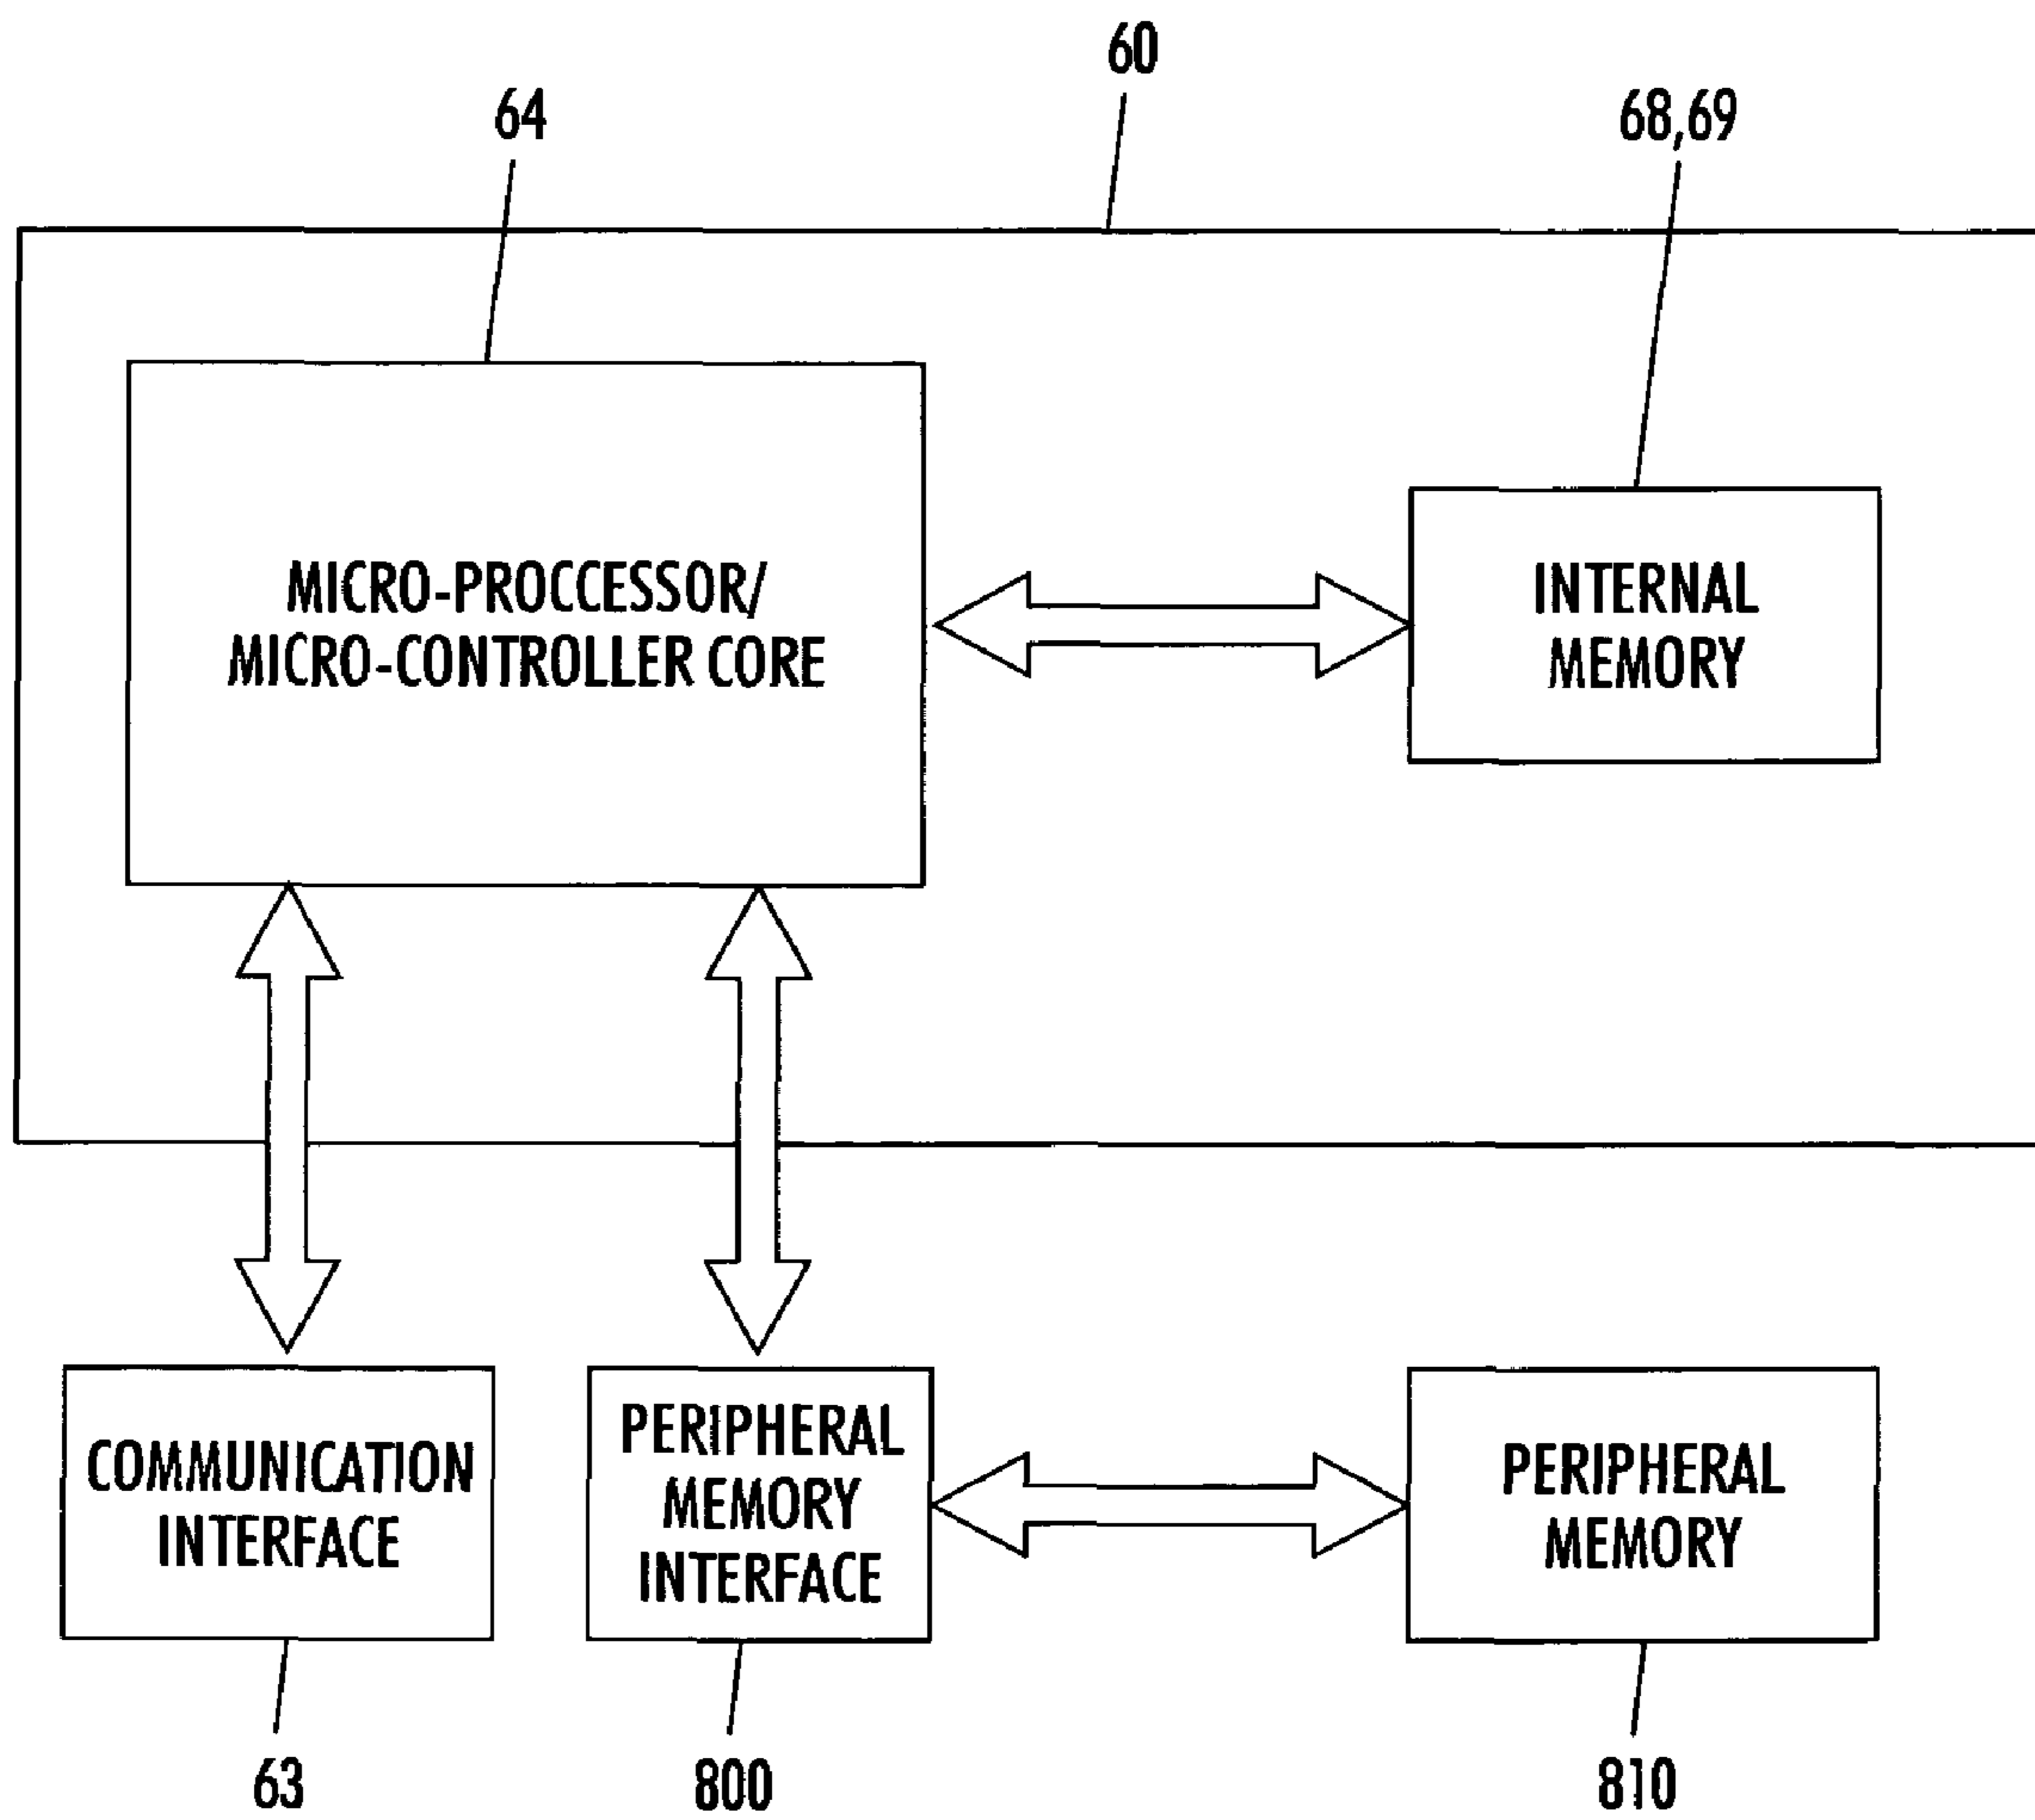 60
64
68,69
MICRO-PROCCESSOR/
MICRO-CONTROLLER CORE
INTERNAL
MEMORY
COMMUNICATION
INTERFACE
PERIPHERAL
MEMORY
INTERFACE
PERIPHERAL
MEMORY
63
800
810